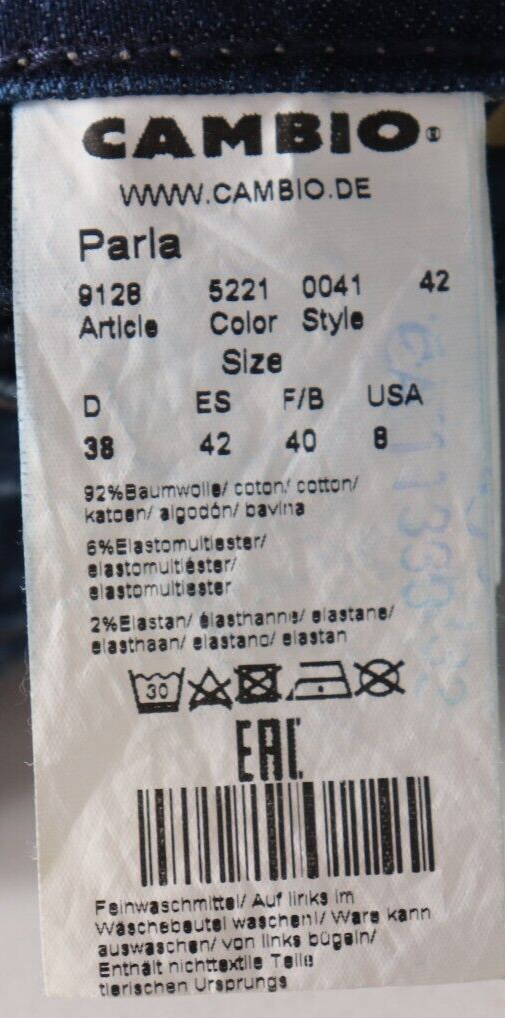 CAMBIO®
WWW.CAMBIO.DE
Parla
9128 5221 0041 42
Article Color Style
Size
D ES F/B USA
38 42 40 8
92%Baumwolle/ coton/ cotton/
katoen/ algodón/ bavlna
6%Elastomultiester/
elastomultiéster/
elastomultiester
2%Elastan/ élasthanne/ elastane/
elasthaan/ elastano/ elastan
30
EAC
Feinwaschmittel/ Auf links im
Wäschebeutel waschen!/ Ware kann
auswaschen/ von links bügeln/
Enthält nichttextile Teile
tierischen Ursprungs